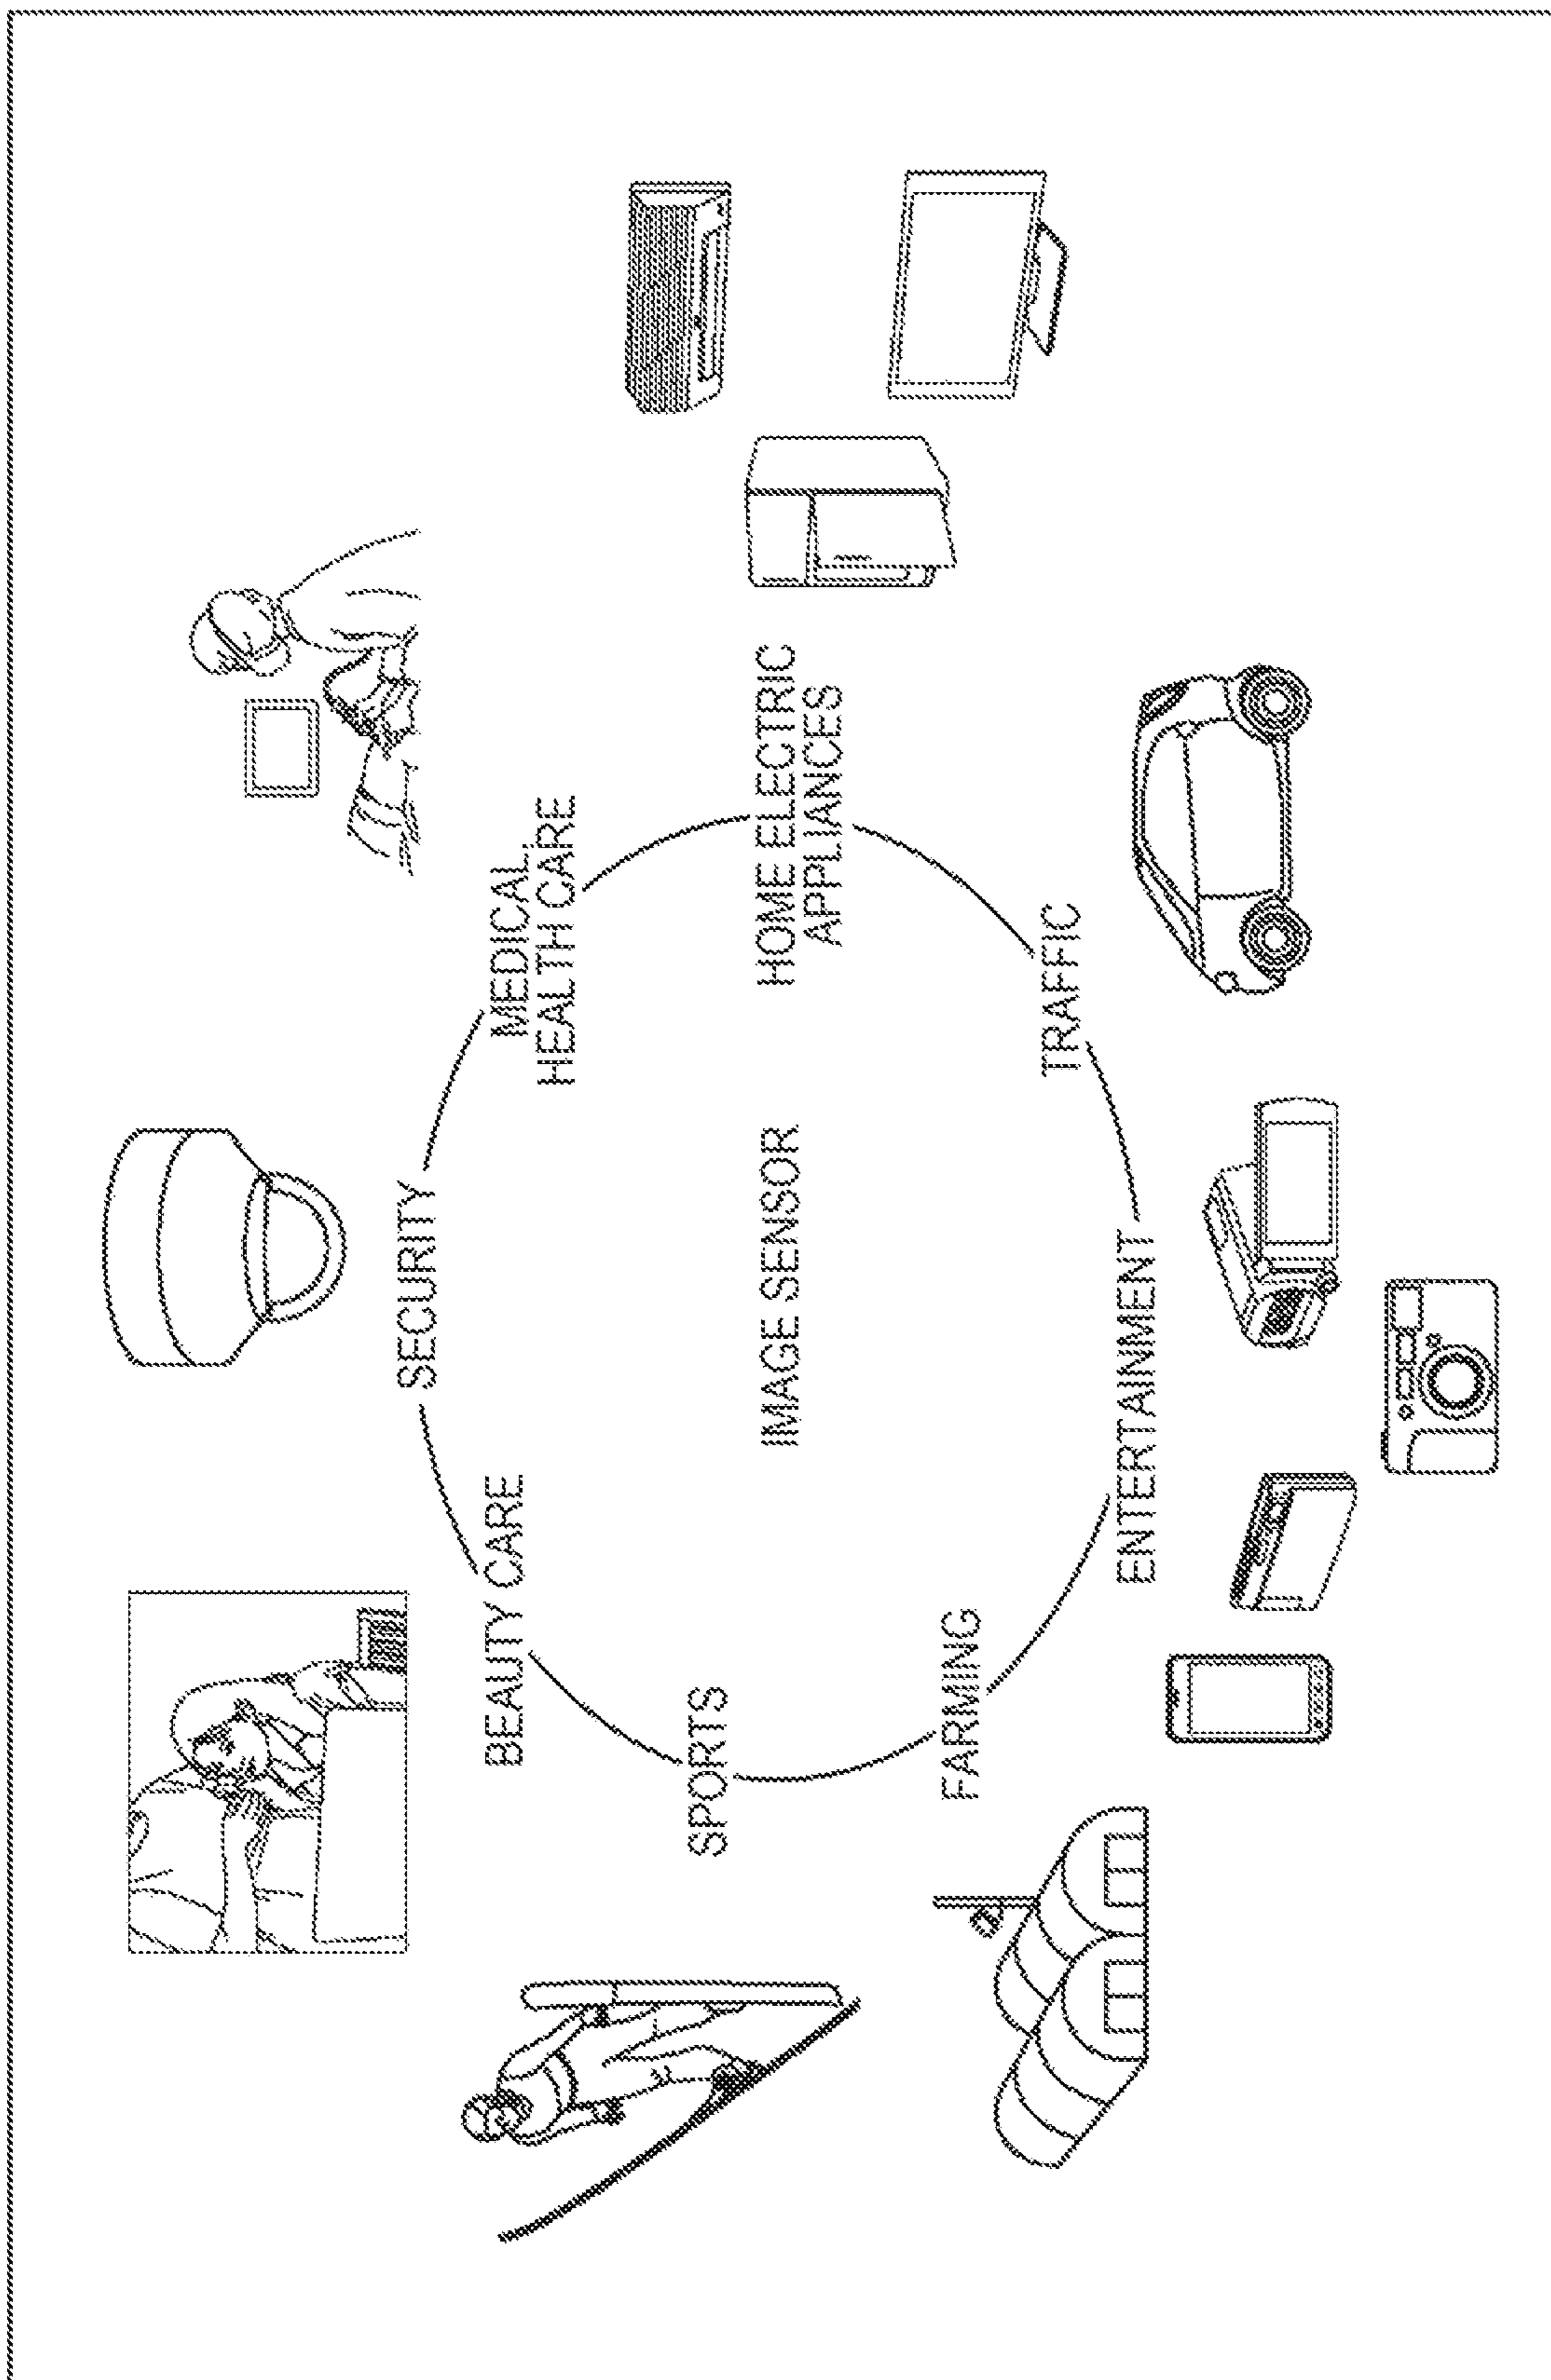 SECURITY
BEAUTY CARE
MEDICAL,
HEALTH CARE
SPORTS
IMAGE SENSOR
HOME ELECTRIC
APPLIANCES
FARMING
TRAFFIC
ENTERTAINMENT